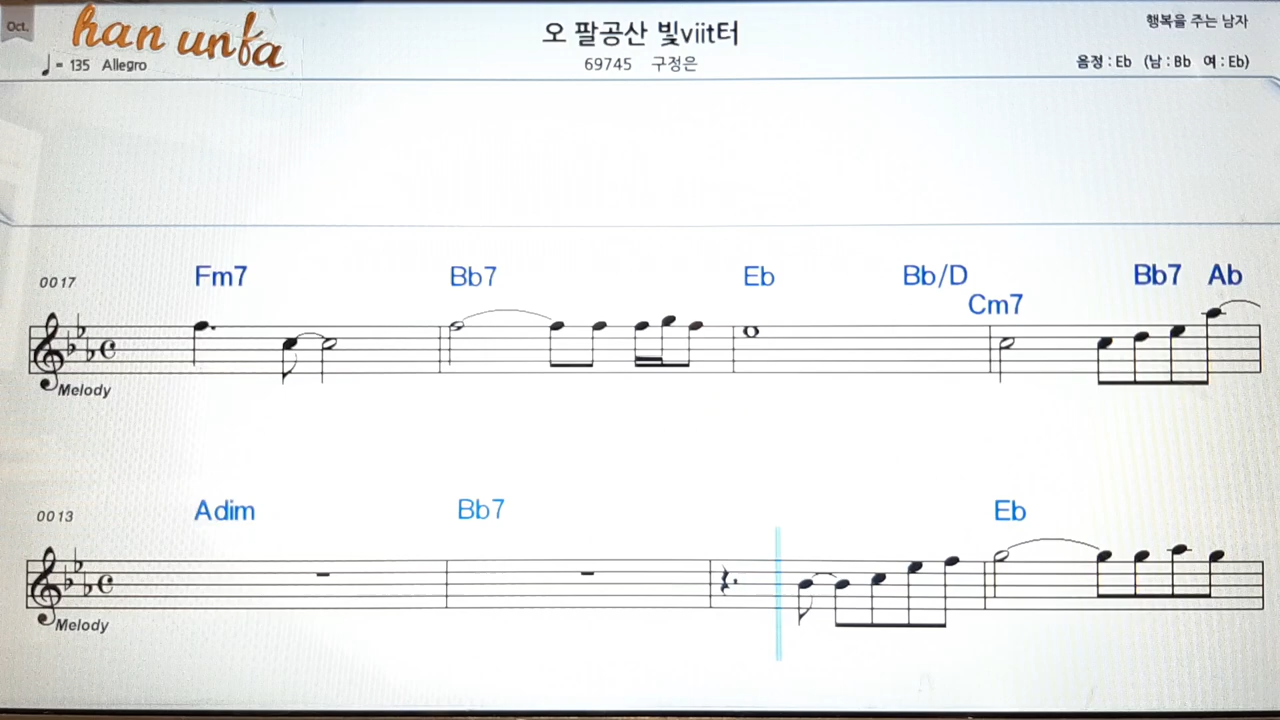 Oct.
han unfa
오 팔공산 빛viit터
행복을 주는 남자
= 135 Allegro
69745 구정은
음정 : Eb (남 : Bb 여 : Eb)
0017
Fm7 Bb7 Eb Bb/D Cm7 Bb7 Ab
Melody
0013
Adim Bb7 Eb
Melody